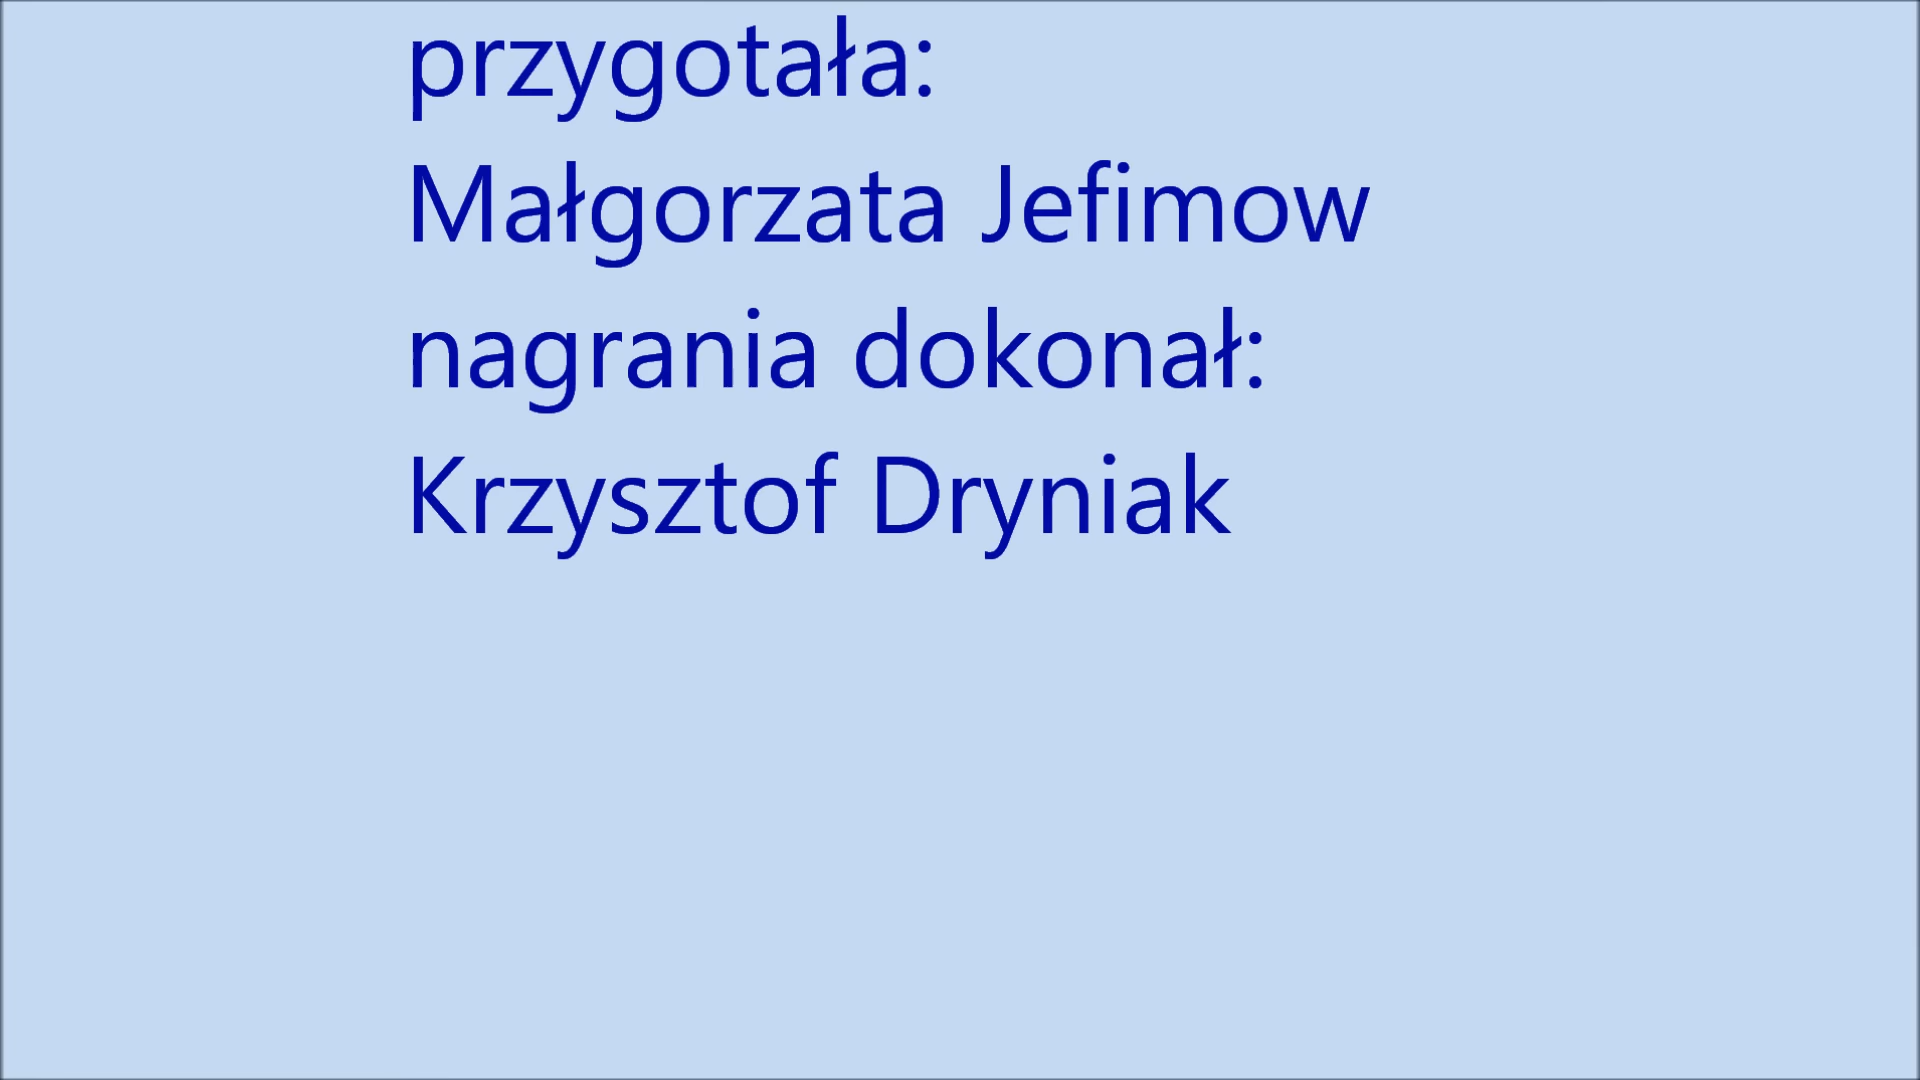 przygotała:
Małgorzata Jefimow
nagrania dokonał:
Krzysztof Dryniak